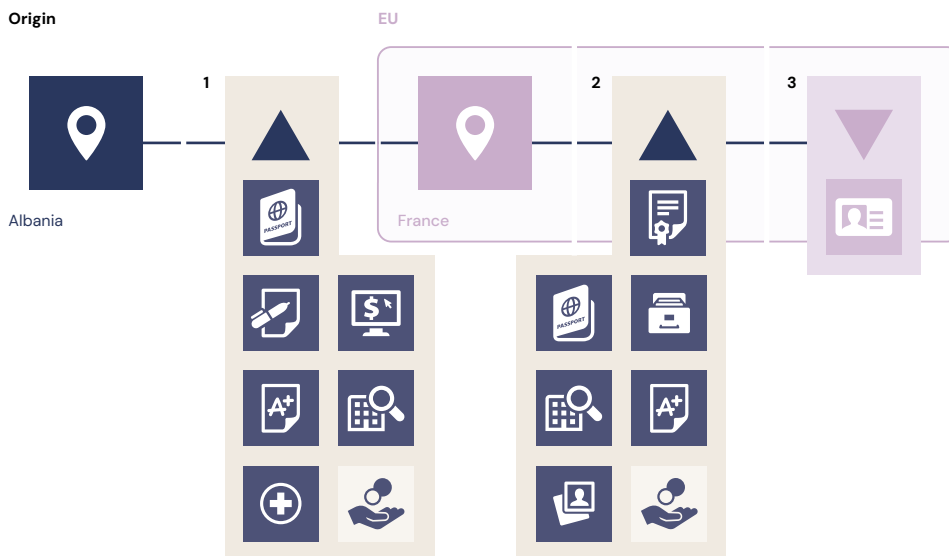 Origin
EU
1
2
3
Albania
France
PASSPORT
$
PASSPORT
A+
A+